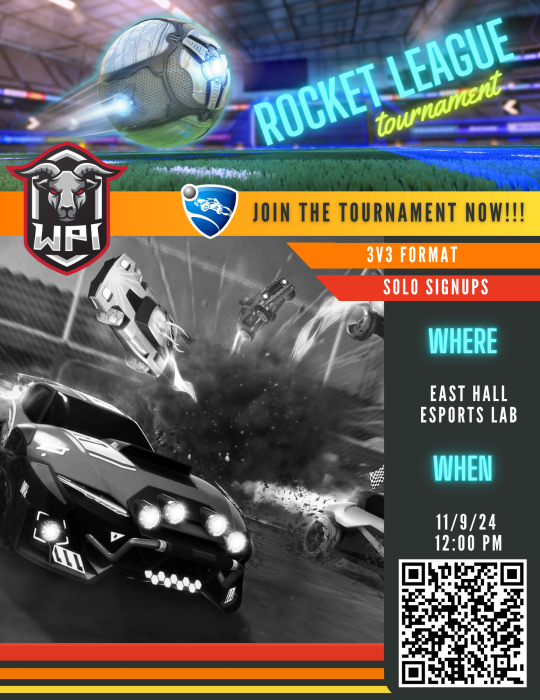 ROCKET LEAGUE
tournament
WPI
JOIN THE TOURNAMENT NOW!!!
3V3 FORMAT
SOLO SIGNUPS
WHERE
EAST HALL
ESPORTS LAB
WHEN
11/9/24
12:00 PM